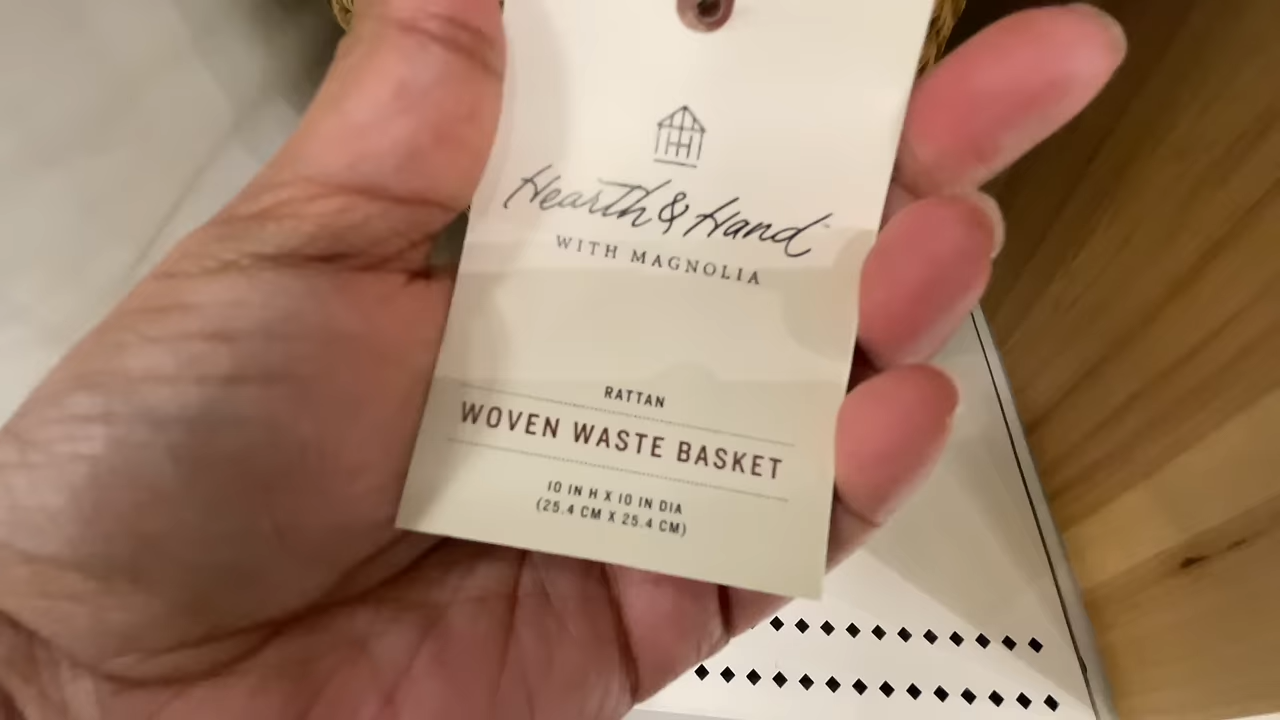 Hearth & Hand
WITH MAGNOLIA
RATTAN
WOVEN WASTE BASKET
10 IN H X 10 IN DIA
(25.4 CM X 25.4 CM)